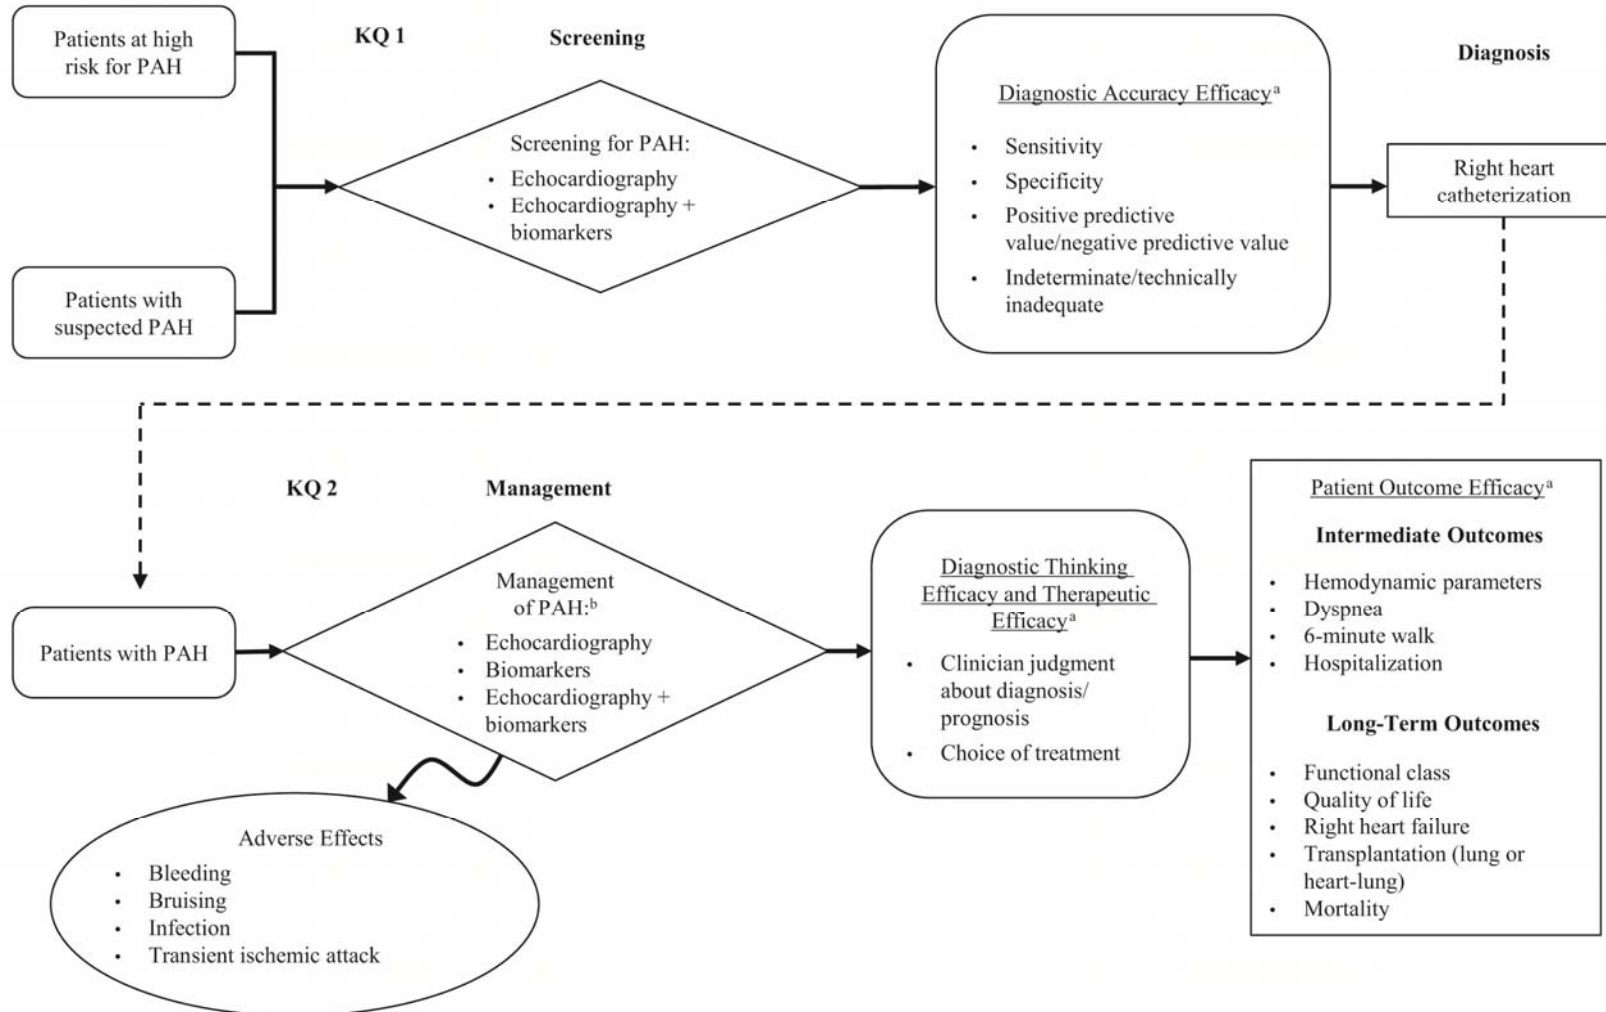 Patients at high
risk for PAH
KQ 1
Screening
Diagnosis
Screening for PAH:
• Echocardiography
• Echocardiography +
biomarkers
Diagnostic Accuracy Efficacyᵃ
• Sensitivity
• Specificity
• Positive predictive
value/negative predictive value
• Indeterminate/technically
inadequate
Right heart
catheterization
Patients with
suspected PAH
KQ 2
Management
Patients with PAH
Management
of PAH:ᵇ
• Echocardiography
• Biomarkers
• Echocardiography +
biomarkers
Diagnostic Thinking
Efficacy and Therapeutic
Efficacyᵃ
• Clinician judgment
about diagnosis/
prognosis
• Choice of treatment
Patient Outcome Efficacyᵃ
Intermediate Outcomes
• Hemodynamic parameters
• Dyspnea
• 6-minute walk
• Hospitalization
Long-Term Outcomes
• Functional class
• Quality of life
• Right heart failure
• Transplantation (lung or
heart-lung)
• Mortality
Adverse Effects
• Bleeding
• Bruising
• Infection
• Transient ischemic attack